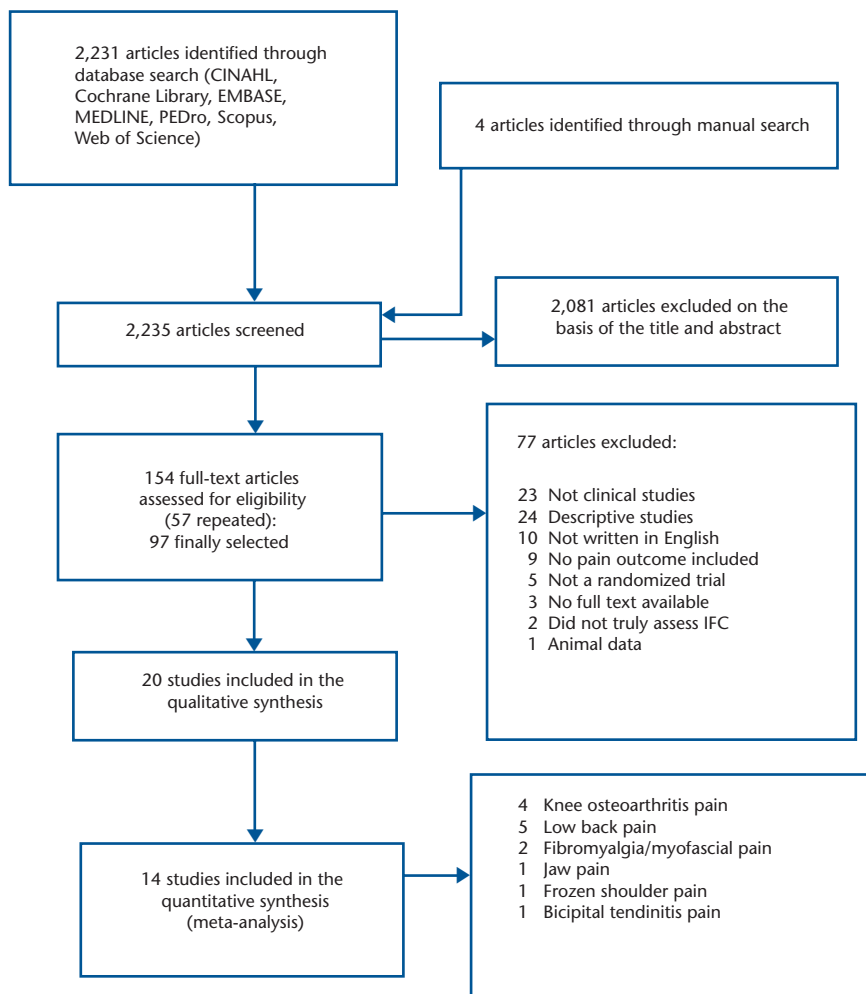 2,231 articles identified through
database search (CINAHL,
Cochrane Library, EMBASE,
MEDLINE, PEDro, Scopus,
Web of Science)
4 articles identified through manual search
2,235 articles screened
2,081 articles excluded on the
basis of the title and abstract
154 full-text articles
assessed for eligibility
(57 repeated):
97 finally selected
77 articles excluded:
23 Not clinical studies
24 Descriptive studies
10 Not written in English
9 No pain outcome included
5 Not a randomized trial
3 No full text available
2 Did not truly assess IFC
1 Animal data
20 studies included in the
qualitative synthesis
14 studies included in the
quantitative synthesis
(meta-analysis)
4 Knee osteoarthritis pain
5 Low back pain
2 Fibromyalgia/myofascial pain
1 Jaw pain
1 Frozen shoulder pain
1 Bicipital tendinitis pain